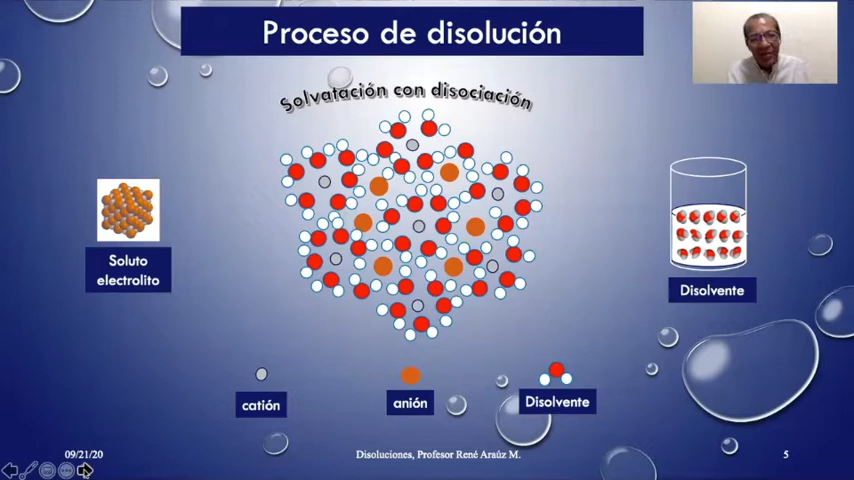 Proceso de disolución
Solvatación con disociación
Soluto
electrolito
Disolvente
catión
anión
Disolvente
09/21/20
Disoluciones, Profesor René Araúz M.
5